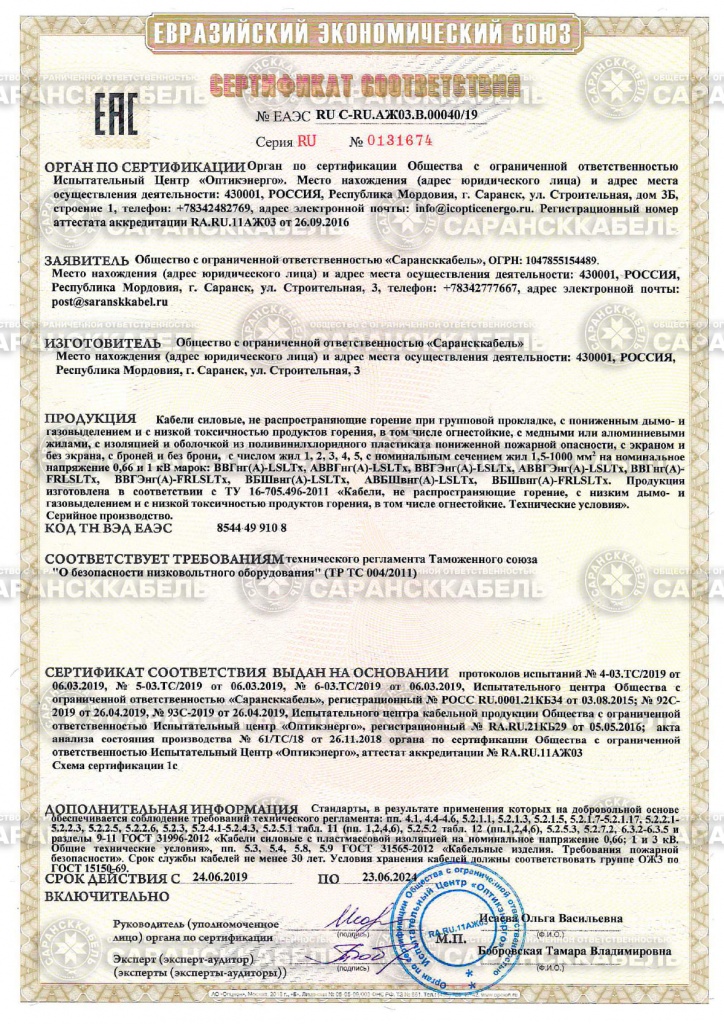 ЕВРАЗИЙСКИЙ ЭКОНОМИЧЕСКИЙ СОЮЗ
СЕРТИФИКАТ СООТВЕТСТВИЯ
ЕАС
№ ЕАЭС RU С-RU.АЖ03.В.00040/19
Серия RU № 0131674
ОРГАН ПО СЕРТИФИКАЦИИ Орган по сертификации Общества с ограниченной ответственностью
Испытательный Центр «Оптикэнерго». Место нахождения (адрес юридического лица) и адрес места
осуществления деятельности: 430001, РОССИЯ, Республика Мордовия, г. Саранск, ул. Строительная, дом 3Б,
строение 1, телефон: +78342482769, адрес электронной почты: info@icopticenergo.ru. Регистрационный номер
аттестата аккредитации RA.RU.11АЖ03 от 26.09.2016
ЗАЯВИТЕЛЬ Общество с ограниченной ответственностью «Сарансккабель», ОГРН: 1047855154489.
Место нахождения (адрес юридического лица) и адрес места осуществления деятельности: 430001, РОССИЯ,
Республика Мордовия, г. Саранск, ул. Строительная, 3, телефон: +78342777667, адрес электронной почты:
post@saranskkabel.ru
ИЗГОТОВИТЕЛЬ Общество с ограниченной ответственностью «Сарансккабель»
Место нахождения (адрес юридического лица) и адрес места осуществления деятельности: 430001, РОССИЯ,
Республика Мордовия, г. Саранск, ул. Строительная, 3
ПРОДУКЦИЯ Кабели силовые, не распространяющие горение при групповой прокладке, с пониженным дымо- и
газовыделением и с низкой токсичностью продуктов горения, в том числе огнестойкие, с медными или алюминиевыми
жилами, с изоляцией и оболочкой из поливинилхлоридного пластиката пониженной пожарной опасности, с экраном и
без экрана, с броней и без брони, с числом жил 1, 2, 3, 4, 5, с номинальным сечением жил 1,5-1000 мм² на номинальное
напряжение 0,66 и 1 кВ марок: ВВГнг(А)-LSLTx, АВВГнг(А)-LSLTx, ВВГЭнг(А)-LSLTx, АВВГЭнг(А)-LSLTx, ВВГнг(А)-
FRLSLTx, ВВГЭнг(А)-FRLSLTx, ВБШвнг(А)-LSLTx, АВБШвнг(А)-LSLTx, ВБШвнг(А)-FRLSLTx. Продукция
изготовлена в соответствии с ТУ 16-705.496-2011 «Кабели, не распространяющие горение, с низким дымо- и
газовыделением и с низкой токсичностью продуктов горения, в том числе огнестойкие. Технические условия».
Серийное производство.
КОД ТН ВЭД ЕАЭС 8544 49 910 8
СООТВЕТСТВУЕТ ТРЕБОВАНИЯМ технического регламента Таможенного союза
"О безопасности низковольтного оборудования" (ТР ТС 004/2011)
СЕРТИФИКАТ СООТВЕТСТВИЯ ВЫДАН НА ОСНОВАНИИ протоколов испытаний № 4-03.ТС/2019 от
06.03.2019, № 5-03.ТС/2019 от 06.03.2019, № 6-03.ТС/2019 от 06.03.2019, Испытательного центра Общества с
ограниченной ответственностью «Сарансккабель», регистрационный № РОСС RU.0001.21КБ34 от 03.08.2015; № 92С-
2019 от 26.04.2019, № 93С-2019 от 26.04.2019, Испытательного центра кабельной продукции Общества с ограниченной
ответственностью Испытательный Центр «Оптикэнерго», регистрационный № RA.RU.21КБ29 от 05.05.2016; акта
анализа состояния производства № 61/ТС/18 от 26.11.2018 органа по сертификации Общества с ограниченной
ответственностью Испытательный Центр «Оптикэнерго», аттестат аккредитации № RA.RU.11АЖ03
Схема сертификации 1с
ДОПОЛНИТЕЛЬНАЯ ИНФОРМАЦИЯ Стандарты, в результате применения которых на добровольной основе
обеспечивается соблюдение требований технического регламента: пп. 4.1, 4.4-4.6, 5.2.1.1, 5.2.1.3, 5.2.1.5, 5.2.1.7-5.2.1.17, 5.2.2.1-
5.2.2.3, 5.2.2.5, 5.2.2.6, 5.2.3, 5.2.4.1-5.2.4.3, 5.2.5.1 табл. 11 (пп. 1,2,4,6), 5.2.5.2 табл. 12 (пп.1,2,4,6), 5.2.5.3, 5.2.7.2, 6.3.2-6.3.5 и
разделы 9-11 ГОСТ 31996-2012 «Кабели силовые с пластмассовой изоляцией на номинальное напряжение 0,66; 1 и 3 кВ.
Общие технические условия», пп. 5.3, 5.4, 5.8, 5.9 ГОСТ 31565-2012 «Кабельные изделия. Требования пожарной
безопасности». Срок службы кабелей не менее 30 лет. Условия хранения кабелей должны соответствовать группе ОЖ3 по
ГОСТ 15150-69.
СРОК ДЕЙСТВИЯ С 24.06.2019 ПО 23.06.2024
ВКЛЮЧИТЕЛЬНО
Руководитель (уполномоченное
лицо) органа по сертификации
(подпись)
М.П.
Исаёва Ольга Васильевна
(Ф.И.О.)
Эксперт (эксперт-аудитор)
(эксперты (эксперты-аудиторы))
(подпись)
Бобровская Тамара Владимировна
(Ф.И.О.)
Орган по сертификации Общества с ограниченной ответственностью
Испытательный Центр «Оптикэнерго»
RA.RU.11АЖ03
САРАНСККАБЕЛЬ
ОБЩЕСТВО С ОГРАНИЧЕННОЙ ОТВЕТСТВЕННОСТЬЮ